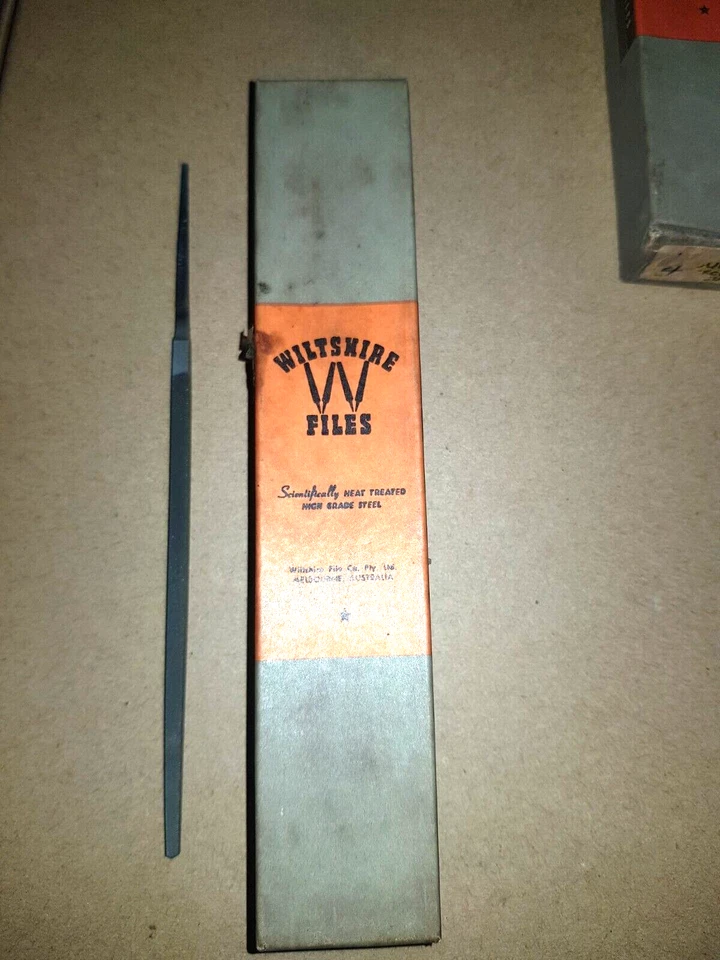 WILTSHIRE
W
FILES
Scientifically HEAT TREATED
HIGH GRADE STEEL
Wiltshire File Co. Pty. Ltd.
MELBOURNE, AUSTRALIA